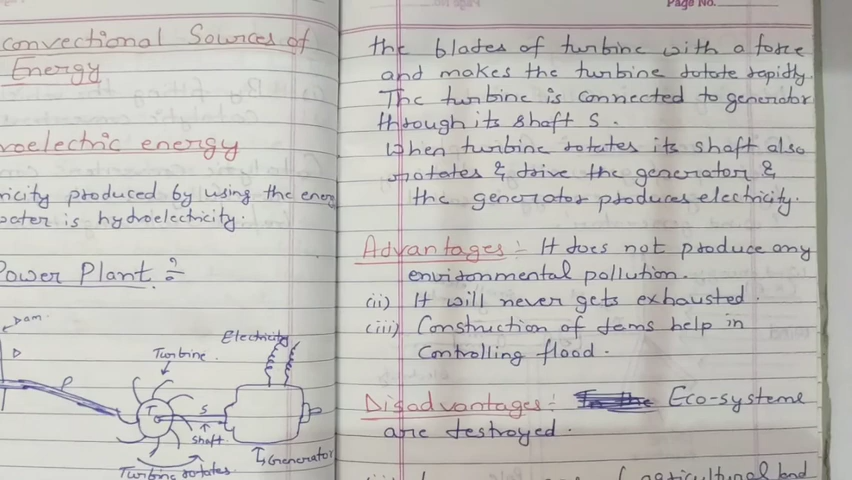 convectional Sources of
Energy
roelectric energy
ricity produced by using the ener
water is hydroelectricity.
Power Plant :-
Dam.
D
P
Turbine.
T
S
shaft
Electricity
Generator
Turbine rotates.
Page No.
the blades of turbine with a force
and makes the turbine rotate rapidly.
The turbine is connected to generator
through its shaft S.
When turbine rotates its shaft also
rotates & drive the generator &
the generator produces electricity.
Advantages :- It does not produce any
environmental pollution.
(ii) It will never gets exhausted.
(iii) Construction of dams help in
Controlling flood.
Disadvantages :- Eco-systeme
are destroyed.
agricultural land